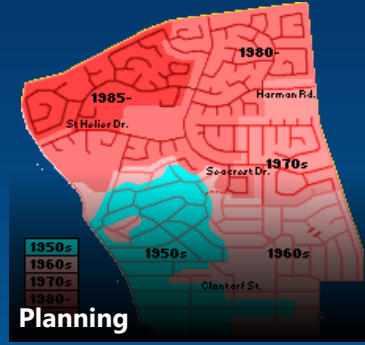 1980-
1985-
Harman Rd.
St Helier Dr.
1970s
Seacrest Dr.
1950s
1960s
Clontarf St.
1950s
1960s
1970s
1980-
Planning